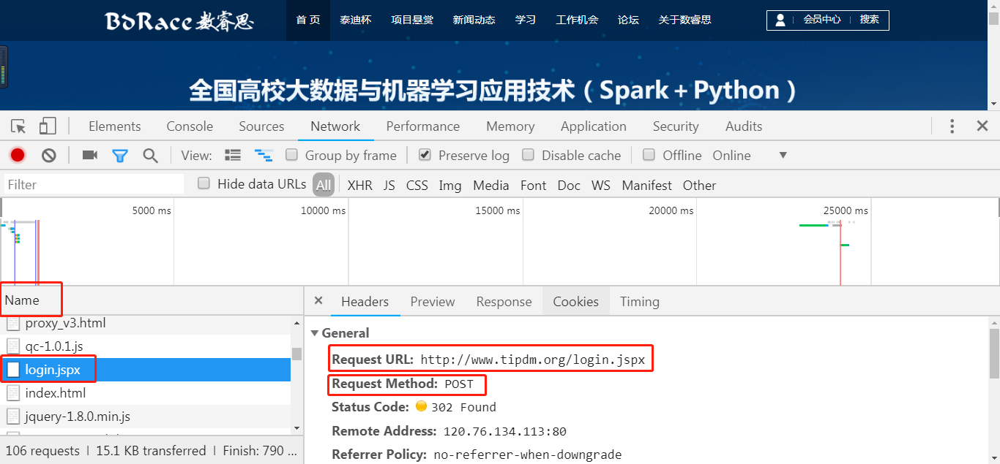 BdRace数睿思 首 页 泰迪杯 项目悬赏 新闻动态 学习 工作机会 论坛 关于数睿思 会员中心 搜索
全国高校大数据与机器学习应用技术（Spark＋Python）
Elements Console Sources Network Performance Memory Application Security Audits
View: Group by frame Preserve log Disable cache Offline Online
Filter Hide data URLs All XHR JS CSS Img Media Font Doc WS Manifest Other
5000 ms 10000 ms 15000 ms 20000 ms 25000 ms
Name
proxy_v3.html
qc-1.0.1.js
login.jspx
index.html
jquery-1.8.0.min.js
106 requests | 15.1 KB transferred | Finish: 790 ...
Headers Preview Response Cookies Timing
General
Request URL: http://www.tipdm.org/login.jspx
Request Method: POST
Status Code: 302 Found
Remote Address: 120.76.134.113:80
Referrer Policy: no-referrer-when-downgrade